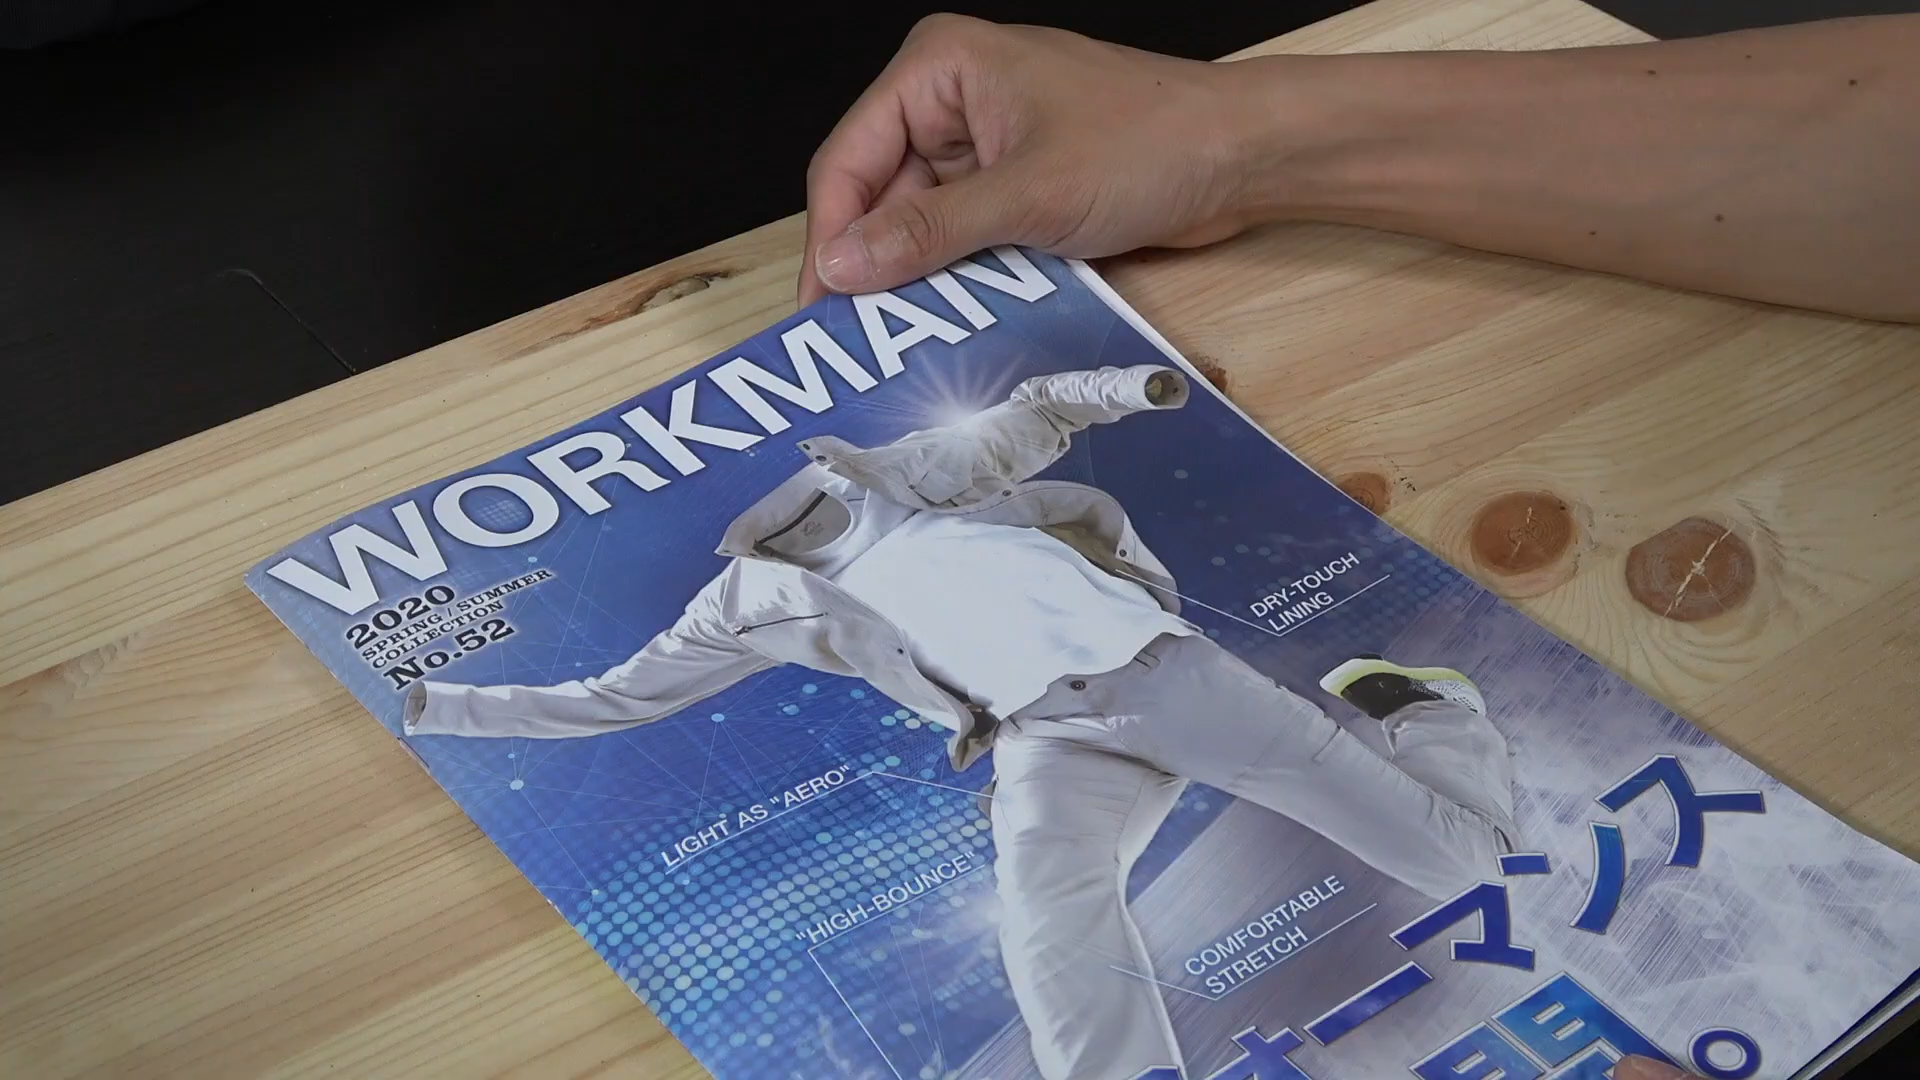 WORKMAN
2020
SPRING / SUMMER
COLLECTION
No.52
DRY-TOUCH
LINING
LIGHT AS "AERO"
"HIGH-BOUNCE"
COMFORTABLE
STRETCH
ォーマンス
。